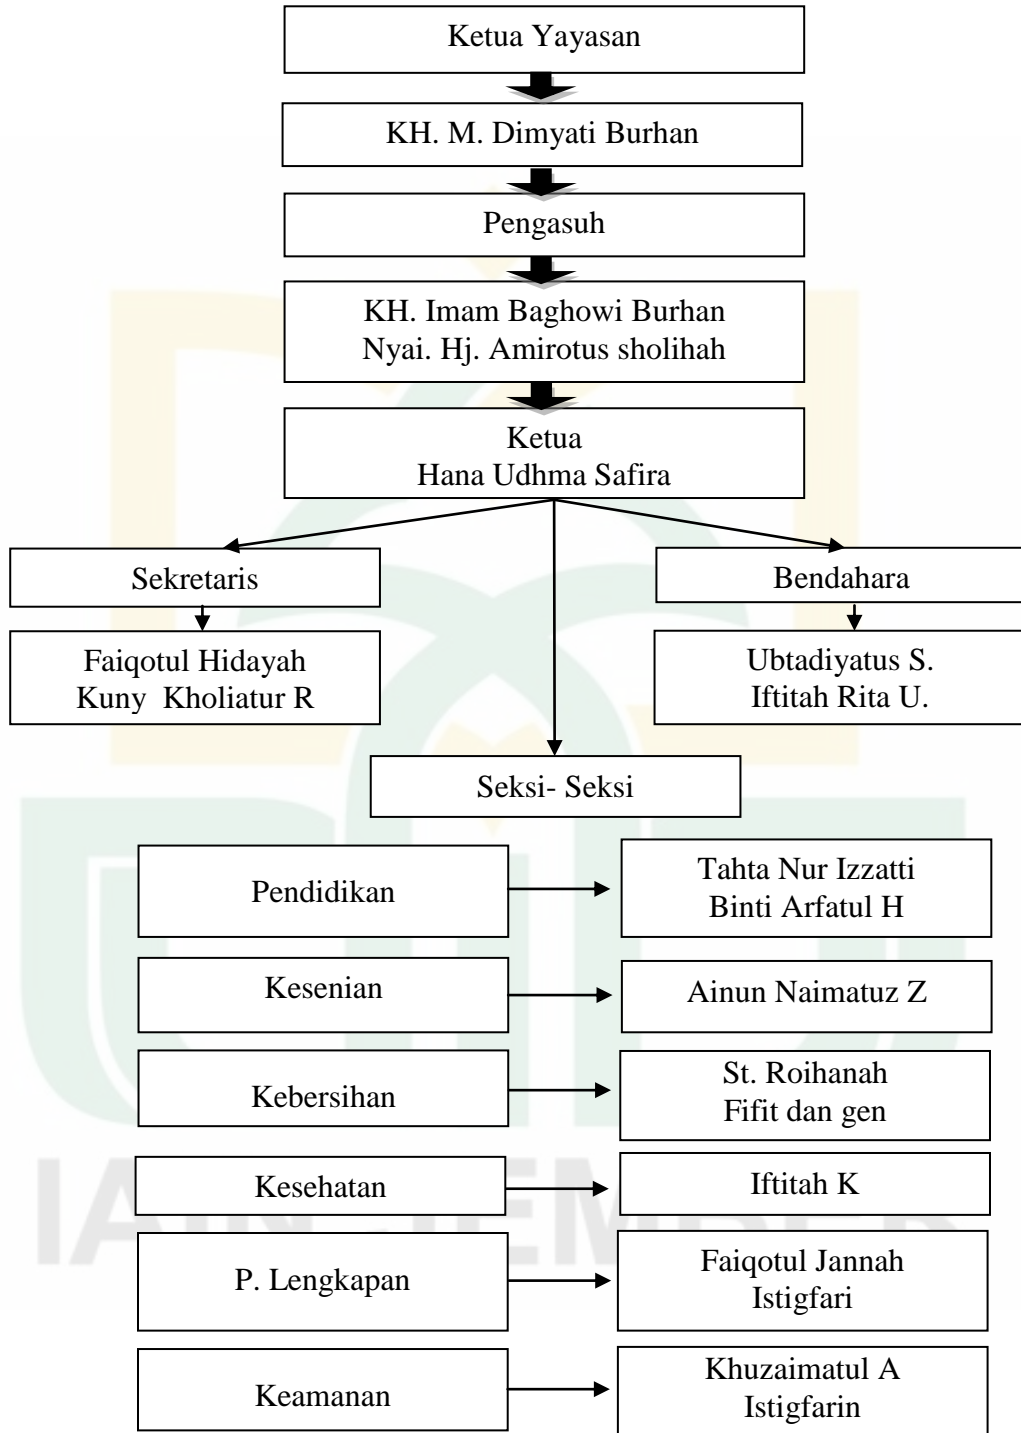 Ketua Yayasan
KH. M. Dimyati Burhan
Pengasuh
KH. Imam Baghowi Burhan
Nyai. Hj. Amirotus sholihah
Ketua
Hana Udhma Safira
Sekretaris
Bendahara
Faiqotul Hidayah
Kuny Kholiatur R
Ubtadiyatus S.
Iftitah Rita U.
Seksi- Seksi
Pendidikan
Tahta Nur Izzatti
Binti Arfatul H
Kesenian
Ainun Naimatuz Z
Kebersihan
St. Roihanah
Fifit dan gen
Kesehatan
Iftitah K
P. Lengkapan
Faiqotul Jannah
Istigfari
Keamanan
Khuzaimatul A
Istigfarin
IAIN JEMBER